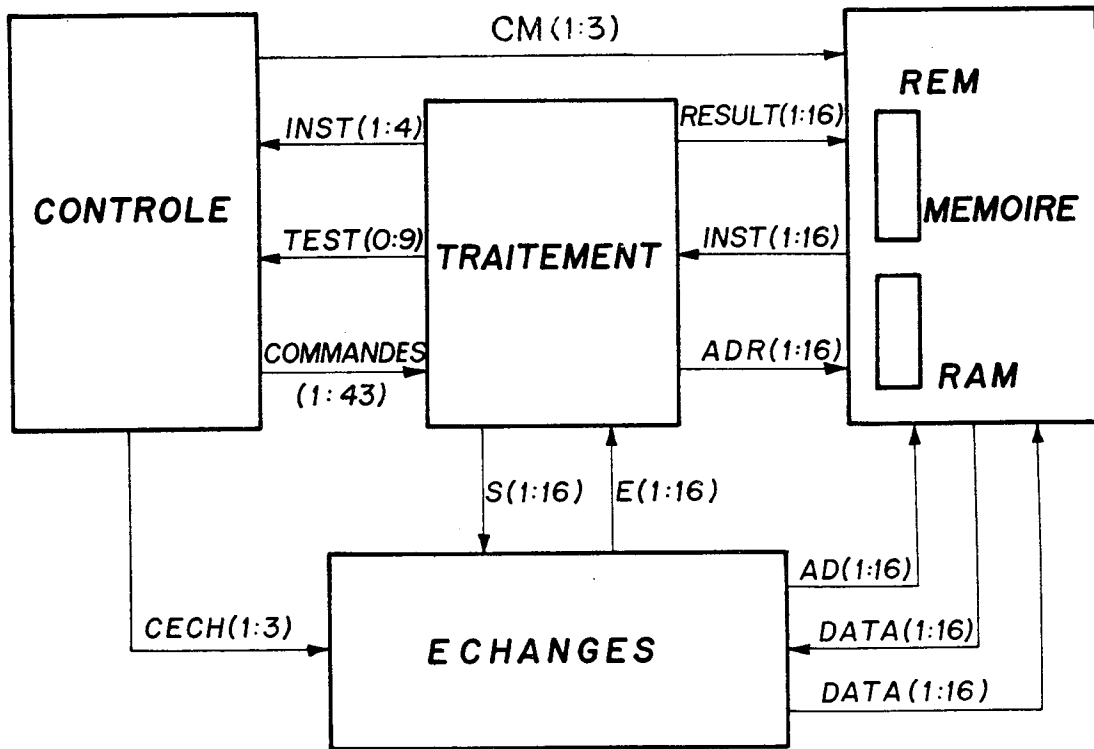 CM(1:3)
REM
INST(1:4)
RESULT(1:16)
CONTROLE
MEMOIRE
TEST(0:9)
TRAITEMENT
INST(1:16)
COMMANDES
(1:43)
ADR(1:16)
RAM
S(1:16)
E(1:16)
AD(1:16)
CECH(1:3)
ECHANGES
DATA(1:16)
DATA(1:16)